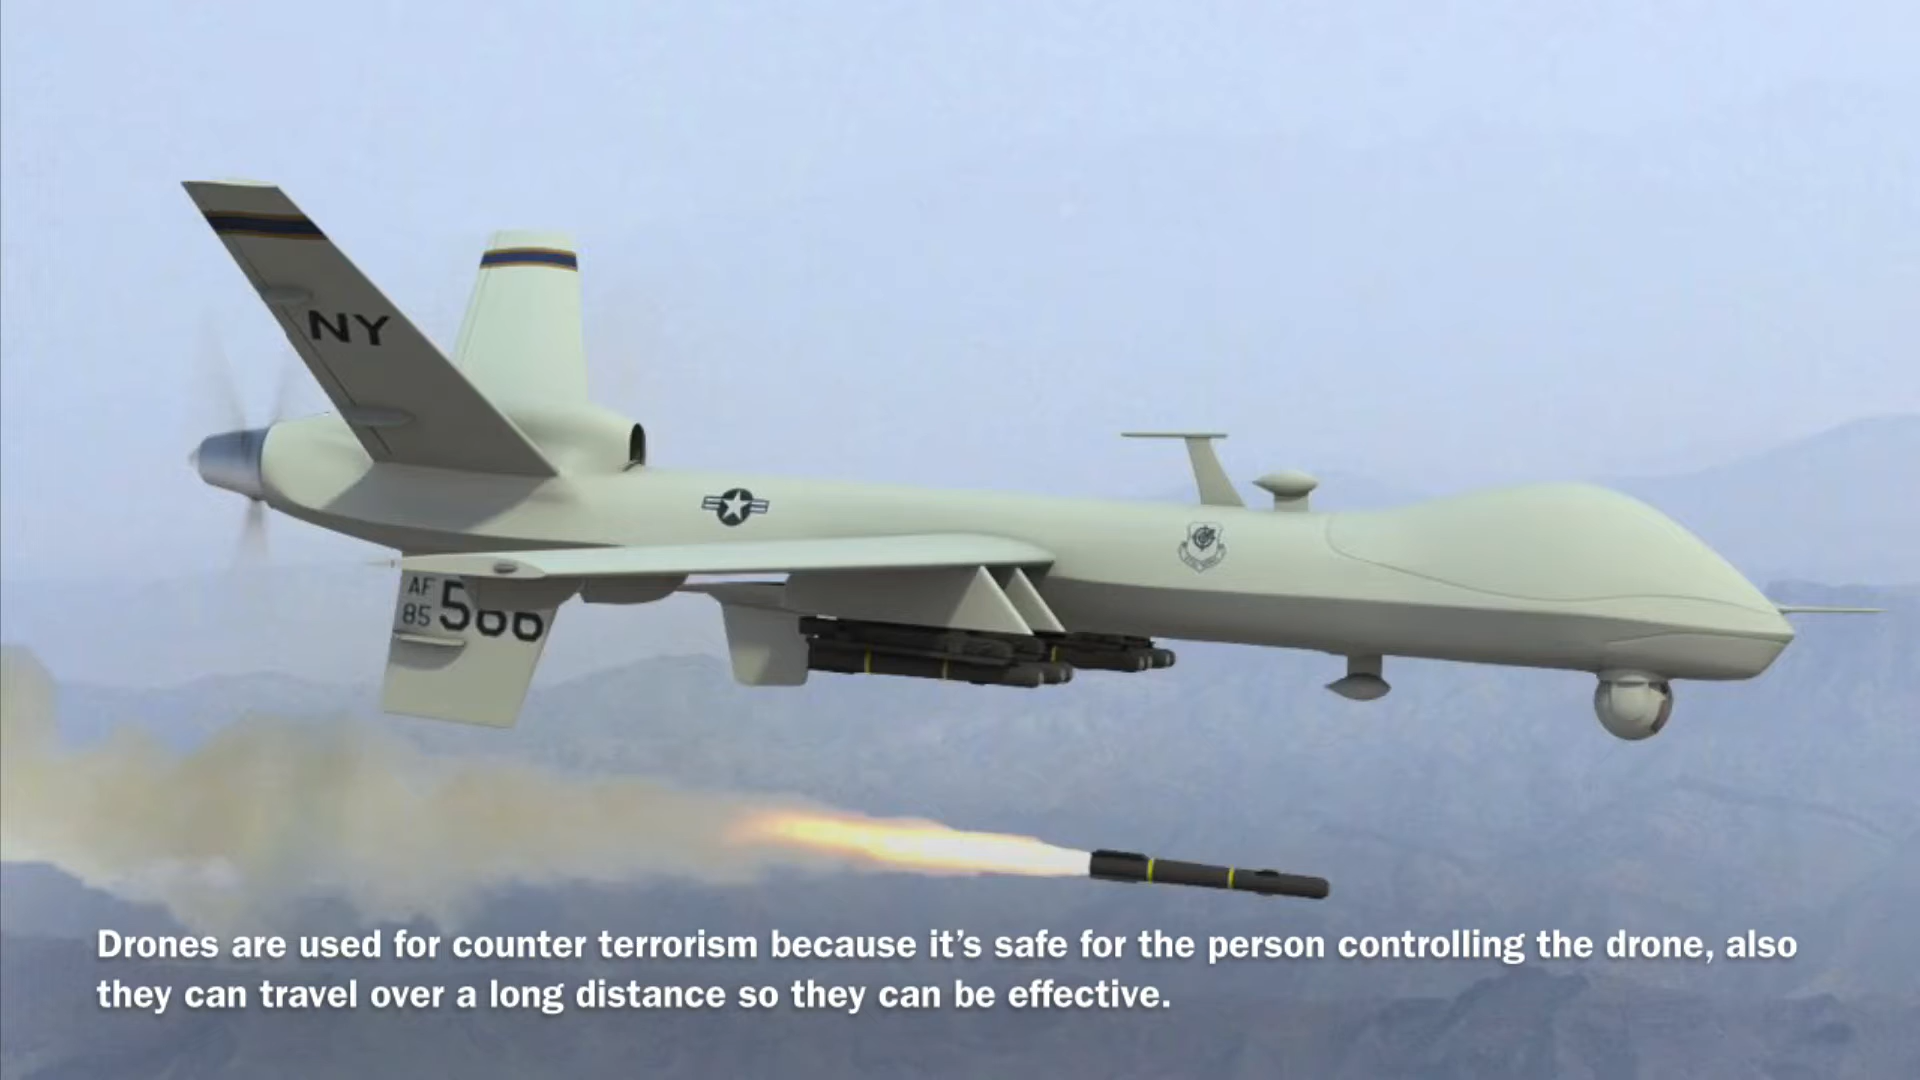 NY
AF
85 566
Drones are used for counter terrorism because it's safe for the person controlling the drone, also
they can travel over a long distance so they can be effective.